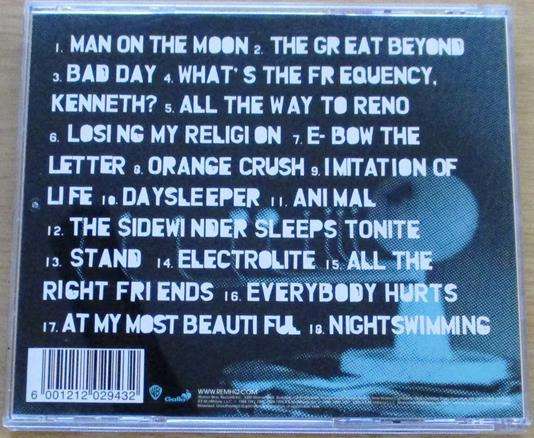 1. MAN ON THE MOON 2. THE GREAT BEYOND
3. BAD DAY 4. WHAT'S THE FREQUENCY,
KENNETH? 5. ALL THE WAY TO RENO
6. LOSING MY RELIGION 7. E-BOW THE
LETTER 8. ORANGE CRUSH 9. IMITATION OF
LIFE 10. DAYSLEEPER 11. ANIMAL
12. THE SIDEWINDER SLEEPS TONITE
13. STAND 14. ELECTROLITE 15. ALL THE
RIGHT FRIENDS 16. EVERYBODY HURTS
17. AT MY MOST BEAUTIFUL 18. NIGHTSWIMMING
6 001212 029432
Gallo
WWW.REMHQ.COM